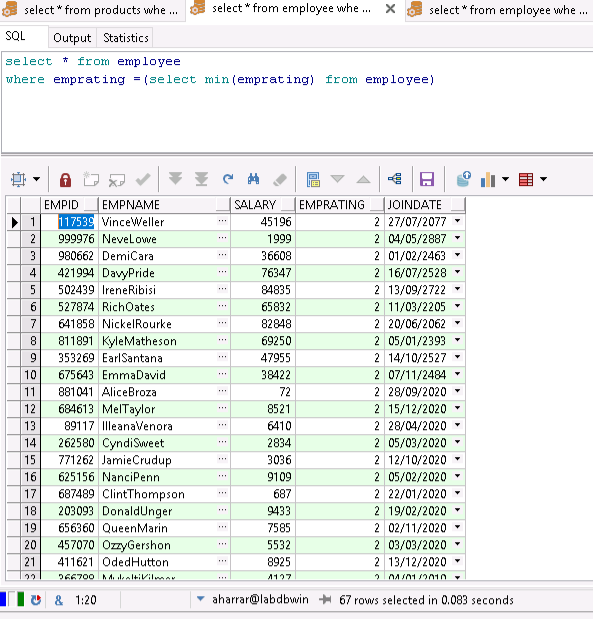 select * from products whe ...
select * from employee whe ...
select * from employee whe ...
SQL Output Statistics
select * from employee
where emprating =(select min(emprating) from employee)
EMPID EMPNAME SALARY EMPRATING JOINDATE
1 117539 VinceWeller ... 45196 2 27/07/2077
2 999976 NeveLowe ... 1999 2 04/05/2887
3 980662 DemiCara ... 36608 2 01/02/2463
4 421994 DavyPride ... 76347 2 16/07/2528
5 502439 IreneRibisi ... 84835 2 13/09/2722
6 527874 RichOates ... 65832 2 11/03/2205
7 641858 NickelRourke ... 82848 2 20/06/2062
8 811891 KyleMatheson ... 69250 2 05/01/2393
9 353269 EarlSantana ... 47955 2 14/10/2527
10 675643 EmmaDavid ... 38422 2 07/11/2484
11 881041 AliceBroza ... 72 2 28/09/2020
12 684613 MelTaylor ... 8521 2 15/12/2020
13 89117 IlleanaVenora ... 6410 2 28/04/2020
14 262580 CyndiSweet ... 2834 2 05/03/2020
15 771262 JamieCrudup ... 3036 2 12/10/2020
16 625156 NanciPenn ... 9109 2 05/02/2020
17 687489 ClintThompson ... 687 2 22/01/2020
18 203093 DonaldUnger ... 9433 2 19/02/2020
19 656360 QueenMarin ... 7585 2 02/11/2020
20 457070 OzzyGershon ... 5532 2 03/03/2020
21 411621 OdedHutton ... 8925 2 13/12/2020
22 MykeltiKilmer ... 4127 2
& 1:20 aharrar@labdbwin 67 rows selected in 0.083 seconds